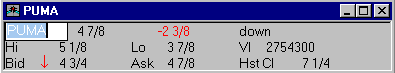 PUMA
PUMA 4 7/8 -2 3/8 down
Hi 5 1/8 Lo 3 7/8 Vl 2754300
Bid ↓ 4 3/4 Ask 4 7/8 Hst Cl 7 1/4